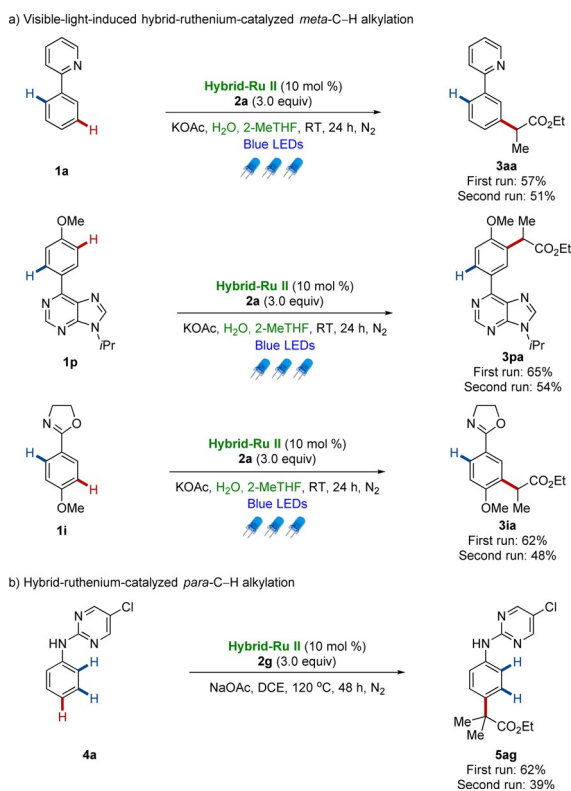 a) Visible-light-induced hybrid-ruthenium-catalyzed meta-C–H alkylation
N
H
H
1a
Hybrid-Ru II (10 mol %)
2a (3.0 equiv)
KOAc, H2O, 2-MeTHF, RT, 24 h, N2
Blue LEDs
N
H
CO2Et
Me
3aa
First run: 57%
Second run: 51%
OMe
H
H
N
N
N
N
iPr
1p
Hybrid-Ru II (10 mol %)
2a (3.0 equiv)
KOAc, H2O, 2-MeTHF, RT, 24 h, N2
Blue LEDs
OMe Me
CO2Et
H
N
N
N
N
iPr
3pa
First run: 65%
Second run: 54%
N O
H
H
OMe
1i
Hybrid-Ru II (10 mol %)
2a (3.0 equiv)
KOAc, H2O, 2-MeTHF, RT, 24 h, N2
Blue LEDs
N O
H
CO2Et
OMe Me
3ia
First run: 62%
Second run: 48%
b) Hybrid-ruthenium-catalyzed para-C–H alkylation
Cl
N
HN N
H
H
H
4a
Hybrid-Ru II (10 mol %)
2g (3.0 equiv)
NaOAc, DCE, 120 °C, 48 h, N2
Cl
N
HN N
H
H
Me
Me CO2Et
5ag
First run: 62%
Second run: 39%